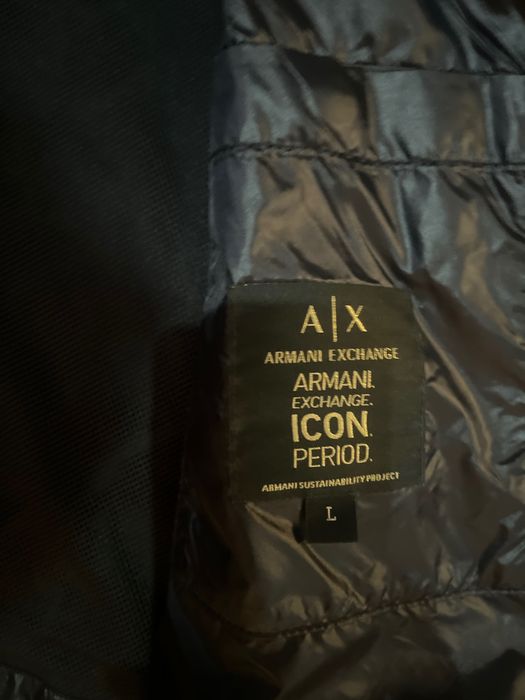 A|X
ARMANI EXCHANGE
ARMANI.
EXCHANGE.
ICON.
PERIOD.
ARMANI SUSTAINABILITY PROJECT
L